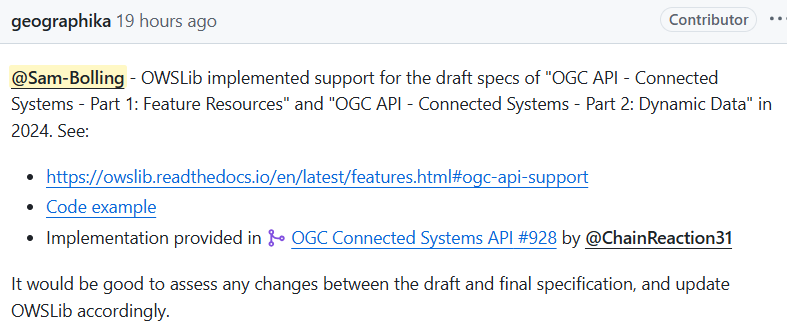 geographika 19 hours ago
Contributor
@Sam-Bolling - OWSLib implemented support for the draft specs of "OGC API - Connected
Systems - Part 1: Feature Resources" and "OGC API - Connected Systems - Part 2: Dynamic Data" in
2024. See:
• https://owslib.readthedocs.io/en/latest/features.html#ogc-api-support
• Code example
• Implementation provided in OGC Connected Systems API #928 by @ChainReaction31
It would be good to assess any changes between the draft and final specification, and update
OWSLib accordingly.